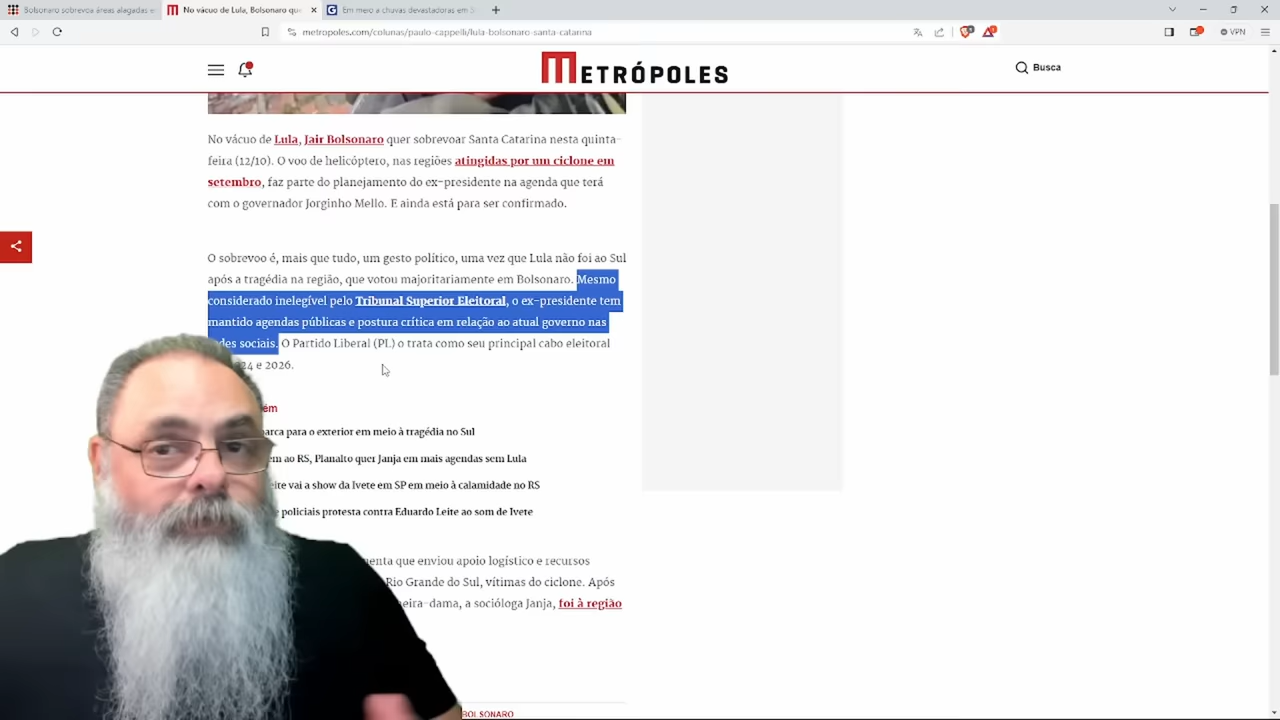 Bolsonaro sobrevoa áreas alagadas e
No vácuo de Lula, Bolsonaro que
Em meio a chuvas devastadoras em S
metropoles.com/colunas/paulo-cappelli/lula-bolsonaro-santa-catarina
VPN
METRÓPOLES
Busca
No vácuo de Lula, Jair Bolsonaro quer sobrevoar Santa Catarina nesta quinta-
feira (12/10). O voo de helicóptero, nas regiões atingidas por um ciclone em
setembro, faz parte do planejamento do ex-presidente na agenda que terá
com o governador Jorginho Mello. E ainda está para ser confirmado.
O sobrevoo é, mais que tudo, um gesto político, uma vez que Lula não foi ao Sul
após a tragédia na região, que votou majoritariamente em Bolsonaro. Mesmo
considerado inelegível pelo Tribunal Superior Eleitoral, o ex-presidente tem
mantido agendas públicas e postura crítica em relação ao atual governo nas
des sociais. O Partido Liberal (PL) o trata como seu principal cabo eleitoral
24 e 2026.
ém
arca para o exterior em meio à tragédia no Sul
em ao RS, Planalto quer Janja em mais agendas sem Lula
eite vai a show da Ivete em SP em meio à calamidade no RS
e policiais protesta contra Eduardo Leite ao som de Ivete
enta que enviou apoio logístico e recursos
Rio Grande do Sul, vítimas do ciclone. Após
eira-dama, a socióloga Janja, foi à região
BOLSONARO